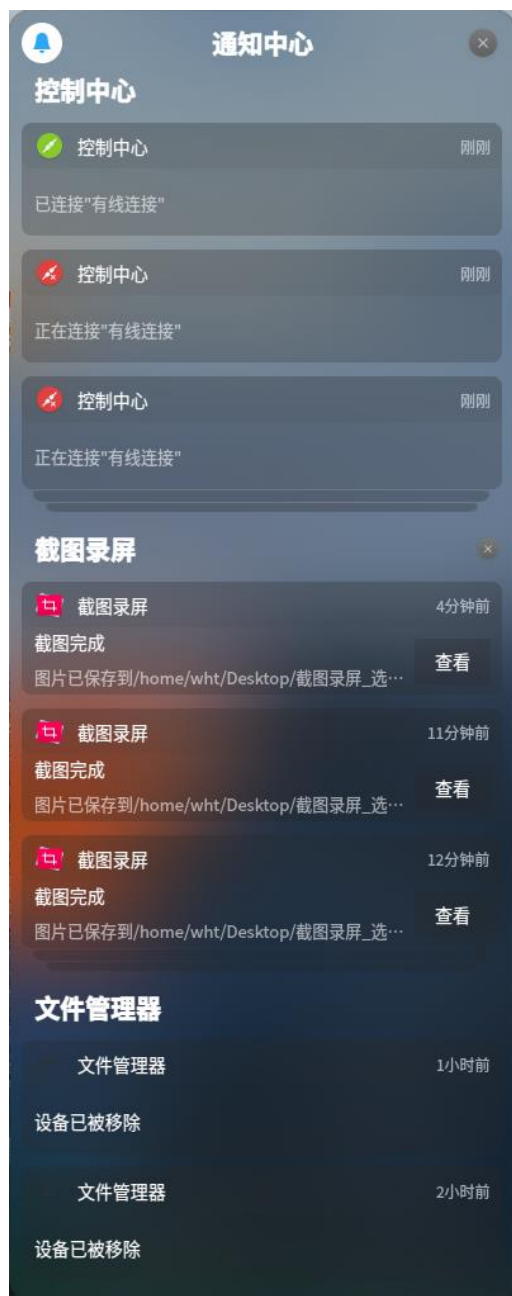 通知中心
控制中心
控制中心 刚刚
已连接"有线连接"
控制中心 刚刚
正在连接"有线连接"
控制中心 刚刚
正在连接"有线连接"
截图录屏
截图录屏 4分钟前
截图完成
查看
图片已保存到/home/wht/Desktop/截图录屏_选…
截图录屏 11分钟前
截图完成
查看
图片已保存到/home/wht/Desktop/截图录屏_选…
截图录屏 12分钟前
截图完成
查看
图片已保存到/home/wht/Desktop/截图录屏_选…
文件管理器
文件管理器 1小时前
设备已被移除
文件管理器 2小时前
设备已被移除